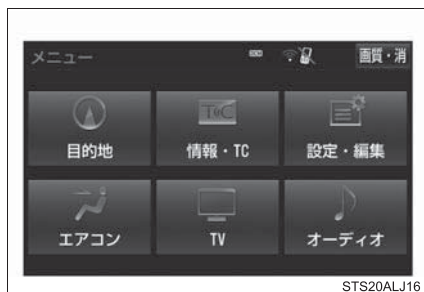 メニュー
DCM
画質・消
T&C
目的地
情報・TC
設定・編集
エアコン
TV
オーディオ
STS20ALJ16